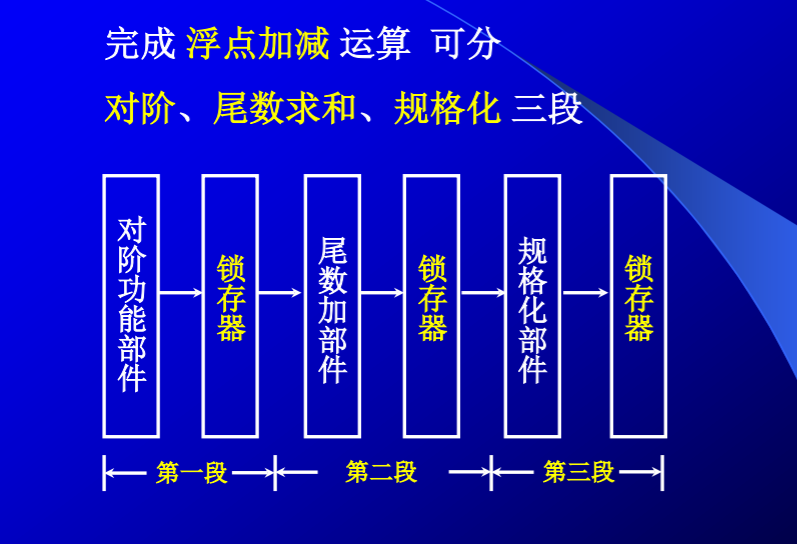 完成 浮点加减 运算 可分
对阶、尾数求和、规格化 三段
对阶功能部件
锁存器
尾数加部件
锁存器
规格化部件
锁存器
第一段
第二段
第三段